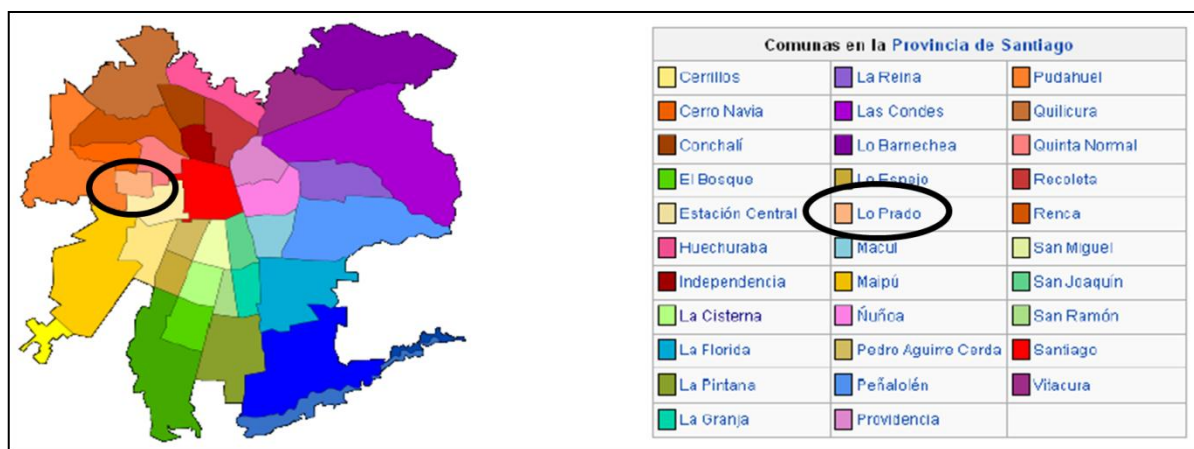 Comunas en la Provincia de Santiago
Cerrillos La Reina Pudahuel
Cerro Navia Las Condes Quilicura
Conchalí Lo Barnechea Quinta Normal
El Bosque Lo Espejo Recoleta
Estación Central Lo Prado Renca
Huechuraba Macul San Miguel
Independencia Maipú San Joaquín
La Cisterna Ñuñoa San Ramón
La Florida Pedro Aguirre Cerda Santiago
La Pintana Peñalolén Vitacura
La Granja Providencia